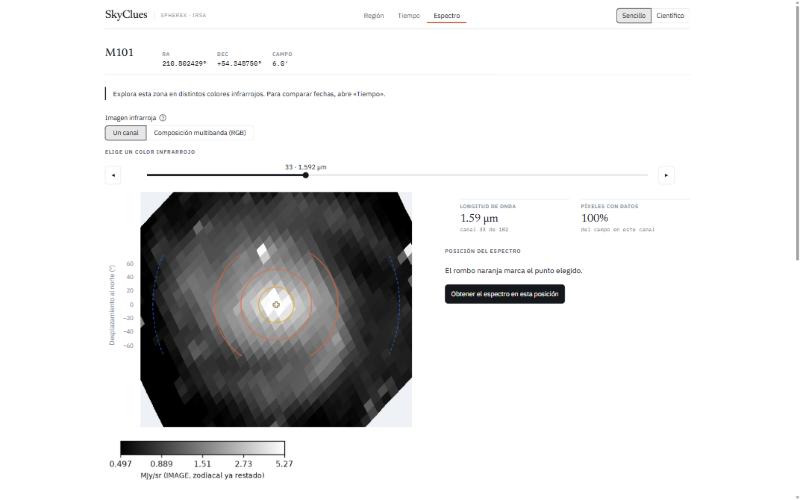 SkyClues SPHEREX · IRSA Región Tiempo Espectro Sencillo Científico
M101
RA DEC CAMPO
210.802429° +54.348750° 6.0′
Explora esta zona en distintos colores infrarrojos. Para comparar fechas, abre «Tiempo».
Imagen infrarroja ?
Un canal Composición multibanda (RGB)
ELIGE UN COLOR INFRARROJO
33 · 1.592 µm
◂ ▸
LONGITUD DE ONDA PÍXELES CON DATOS
1.59 µm 100%
canal 33 de 102 del campo en este canal
POSICIÓN DEL ESPECTRO
El rombo naranja marca el punto elegido.
Obtener el espectro en esta posición
Desplazamiento al norte (″)
60
40
20
0
−20
−40
−60
0.497 0.889 1.51 2.73 5.27
MJy/sr (IMAGE, zodiacal ya restado)